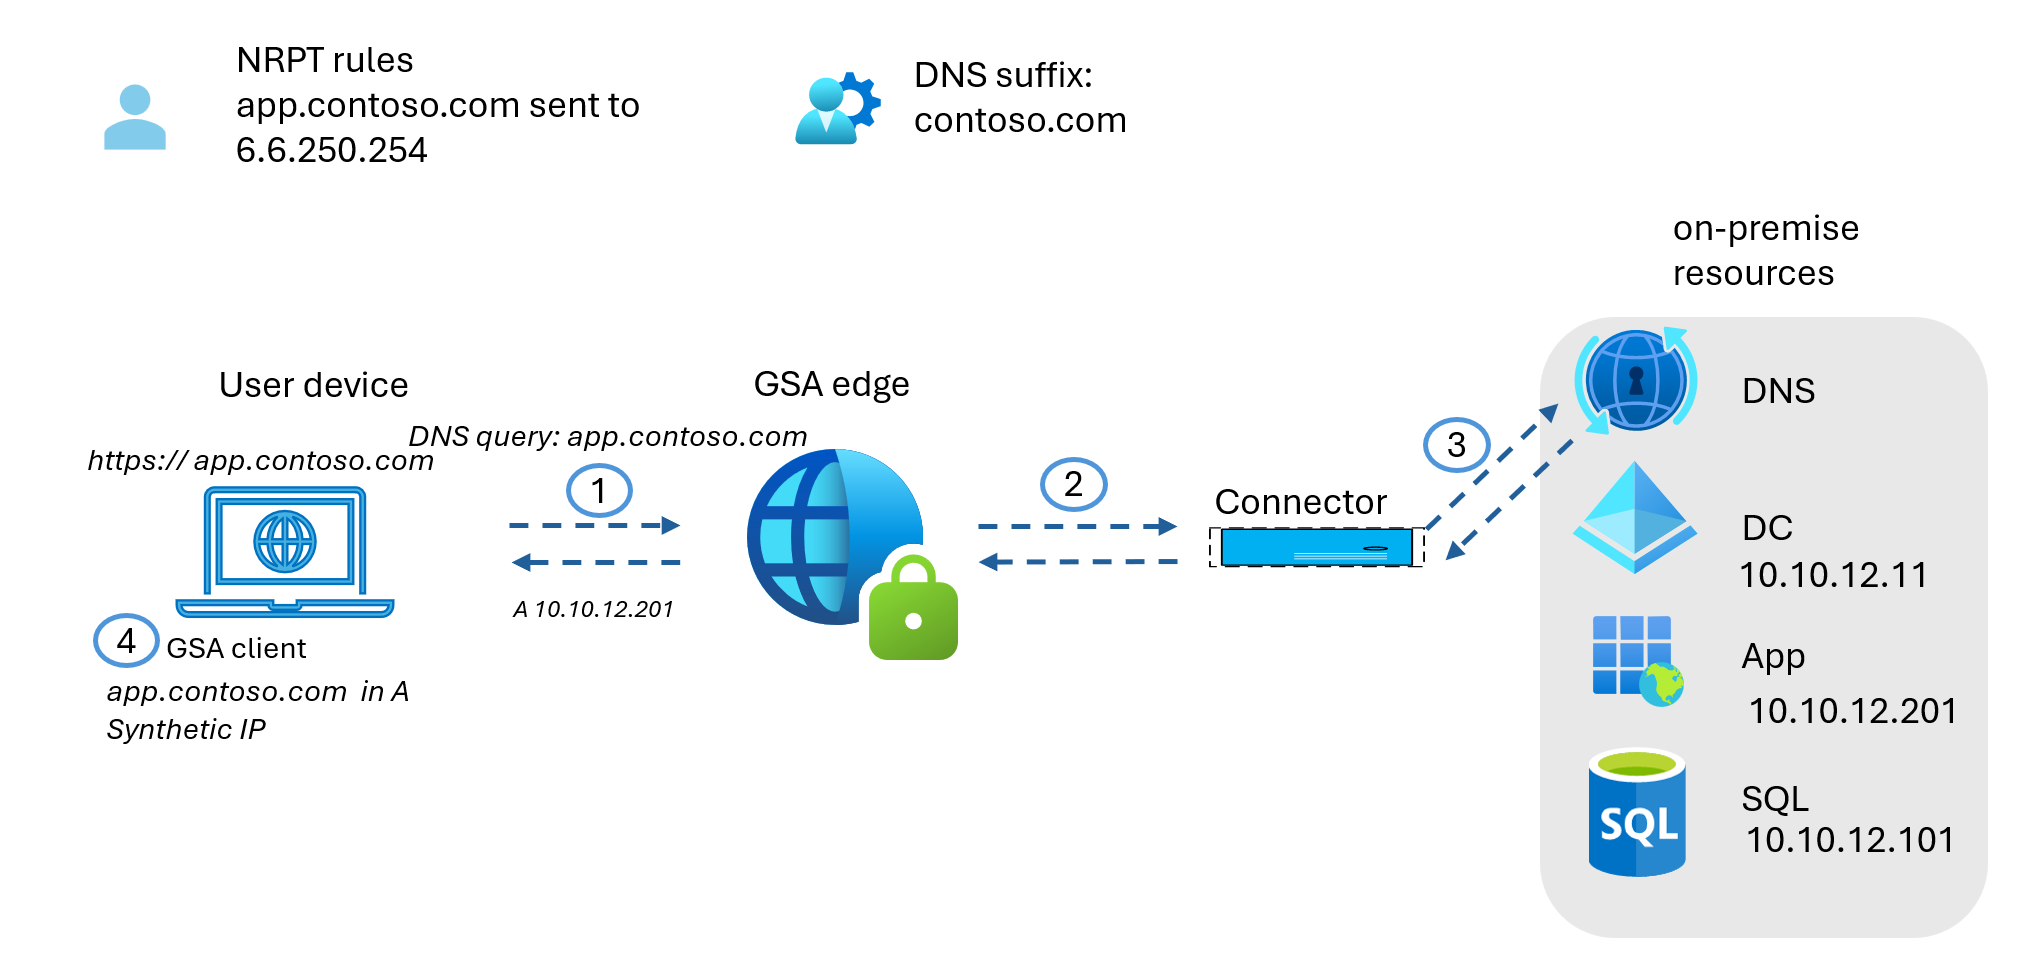 NRPT rules
app.contoso.com sent to
6.6.250.254
DNS suffix:
contoso.com
on-premise
resources
User device
GSA edge
DNS query: app.contoso.com
https:// app.contoso.com
1
2
3
Connector
A 10.10.12.201
4
GSA client
app.contoso.com in A
Synthetic IP
DNS
DC
10.10.12.11
App
10.10.12.201
SQL
SQL
10.10.12.101